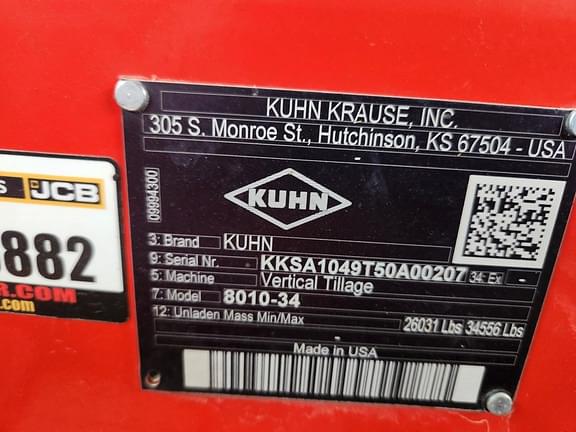 KUHN KRAUSE, INC.
305 S. Monroe St., Hutchinson, KS 67504 - USA
09994300
KUHN
3: Brand KUHN
9: Serial No. KKSA1049T50A00207 34: Ex -
5: Machine Vertical Tillage
7: Model 8010-34
12: Unladen Mass Min/Max 26031 Lbs 34556 Lbs
Made in USA
S JCB
882
R.COM
.com